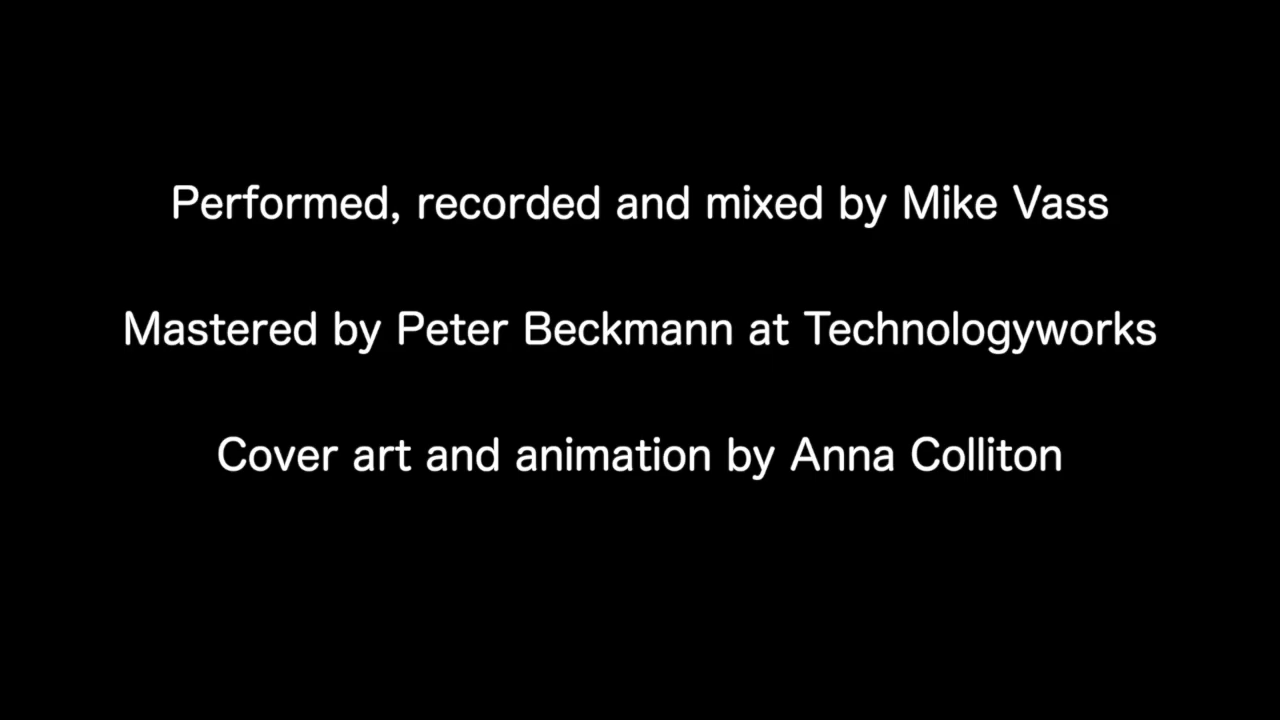 Performed, recorded and mixed by Mike Vass
Mastered by Peter Beckmann at Technologyworks
Cover art and animation by Anna Colliton